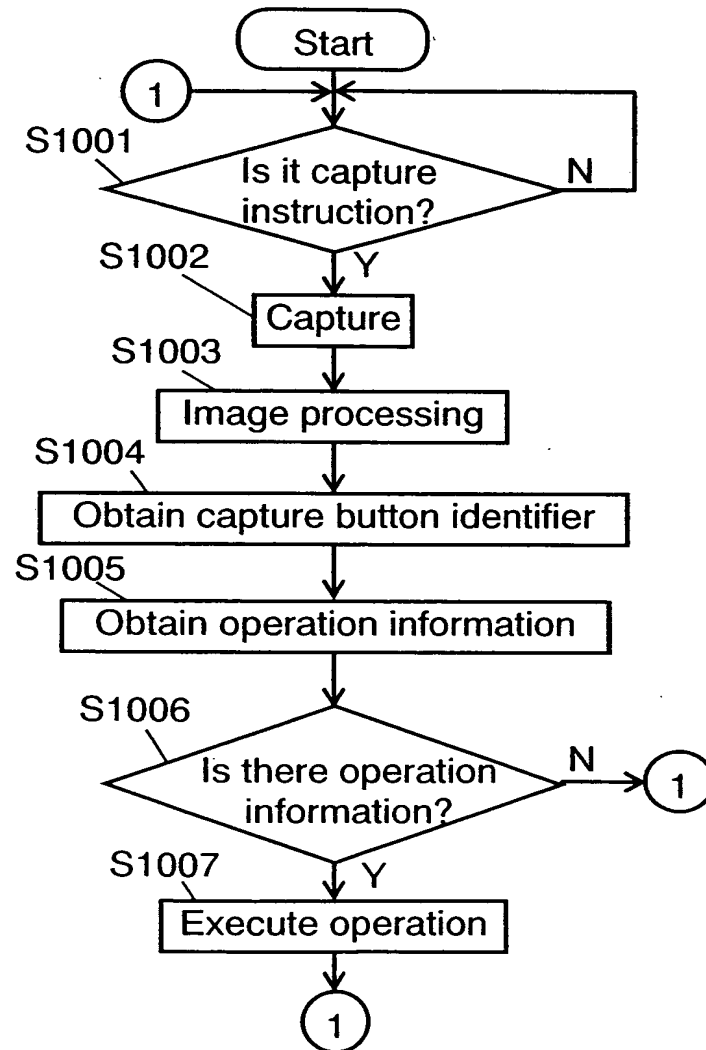 Start
1
S1001
Is it capture
instruction?
N
Y
S1002
Capture
S1003
Image processing
S1004
Obtain capture button identifier
S1005
Obtain operation information
S1006
Is there operation
information?
N
1
Y
S1007
Execute operation
1